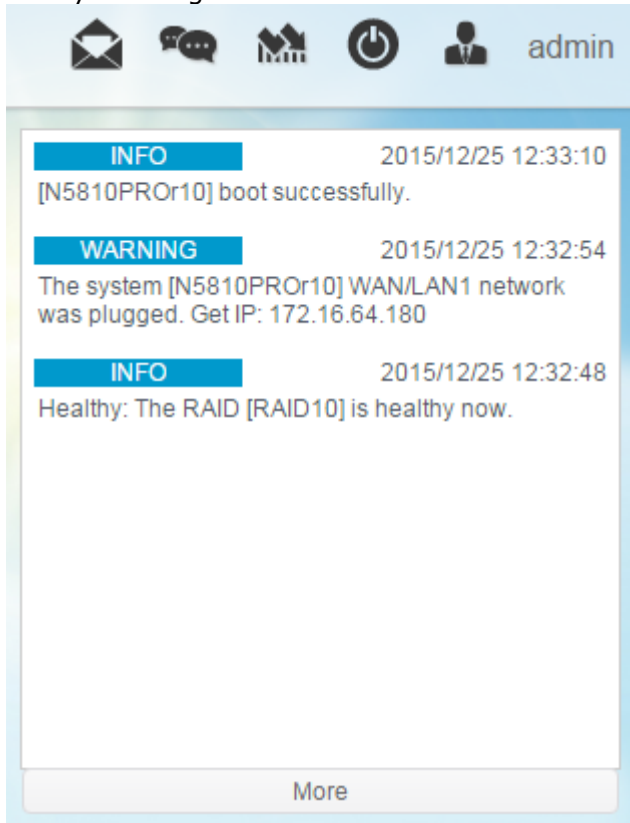 admin
INFO 2015/12/25 12:33:10
[N5810PROr10] boot successfully.
WARNING 2015/12/25 12:32:54
The system [N5810PROr10] WAN/LAN1 network
was plugged. Get IP: 172.16.64.180
INFO 2015/12/25 12:32:48
Healthy: The RAID [RAID10] is healthy now.
More